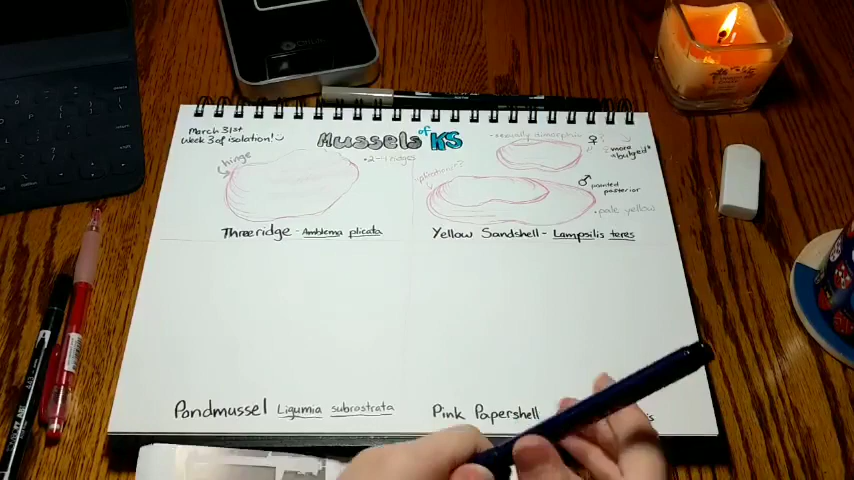 March 31st
Week 3 of isolation!
Mussels of KS
hinge
• 2-4 ridges
- sexually dimorphic
♀
*more bulged*
♂ pointed
posterior
• pale yellow
Threeridge - Amblema plicata
Yellow Sandshell - Lampsilis teres
Pondmussel Ligumia subrostrata
Pink Papershell